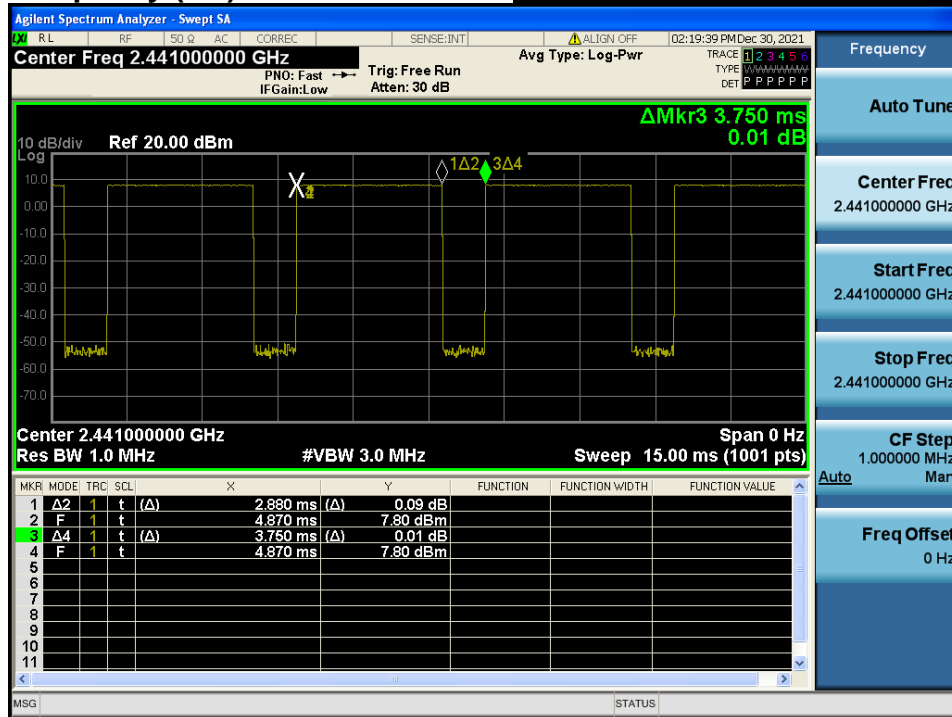 Agilent Spectrum Analyzer - Swept SA
LXI RL RF 50 Ω AC CORREC SENSE:INT ALIGN OFF 02:19:39 PM Dec 30, 2021
Center Freq 2.441000000 GHz
PNO: Fast
IFGain:Low
Trig: Free Run
Atten: 30 dB
Avg Type: Log-Pwr
TRACE 1 2 3 4 5 6
TYPE WWWWWW
DET P P P P P P
ΔMkr3 3.750 ms
0.01 dB
10 dB/div Ref 20.00 dBm
Log
1Δ2 3Δ4
10.0
X
0.00
-10.0
-20.0
-30.0
-40.0
-50.0
-60.0
-70.0
Center 2.441000000 GHz Span 0 Hz
Res BW 1.0 MHz #VBW 3.0 MHz Sweep 15.00 ms (1001 pts)
MKR MODE TRC SCL X Y FUNCTION FUNCTION WIDTH FUNCTION VALUE
1 Δ2 1 t (Δ) 2.880 ms (Δ) 0.09 dB
2 F 1 t 4.870 ms 7.80 dBm
3 Δ4 1 t (Δ) 3.750 ms (Δ) 0.01 dB
4 F 1 t 4.870 ms 7.80 dBm
5
6
7
8
9
10
11
MSG STATUS
Frequency
Auto Tune
Center Freq
2.441000000 GHz
Start Freq
2.441000000 GHz
Stop Freq
2.441000000 GHz
CF Step
1.000000 MHz
Auto Man
Freq Offset
0 Hz